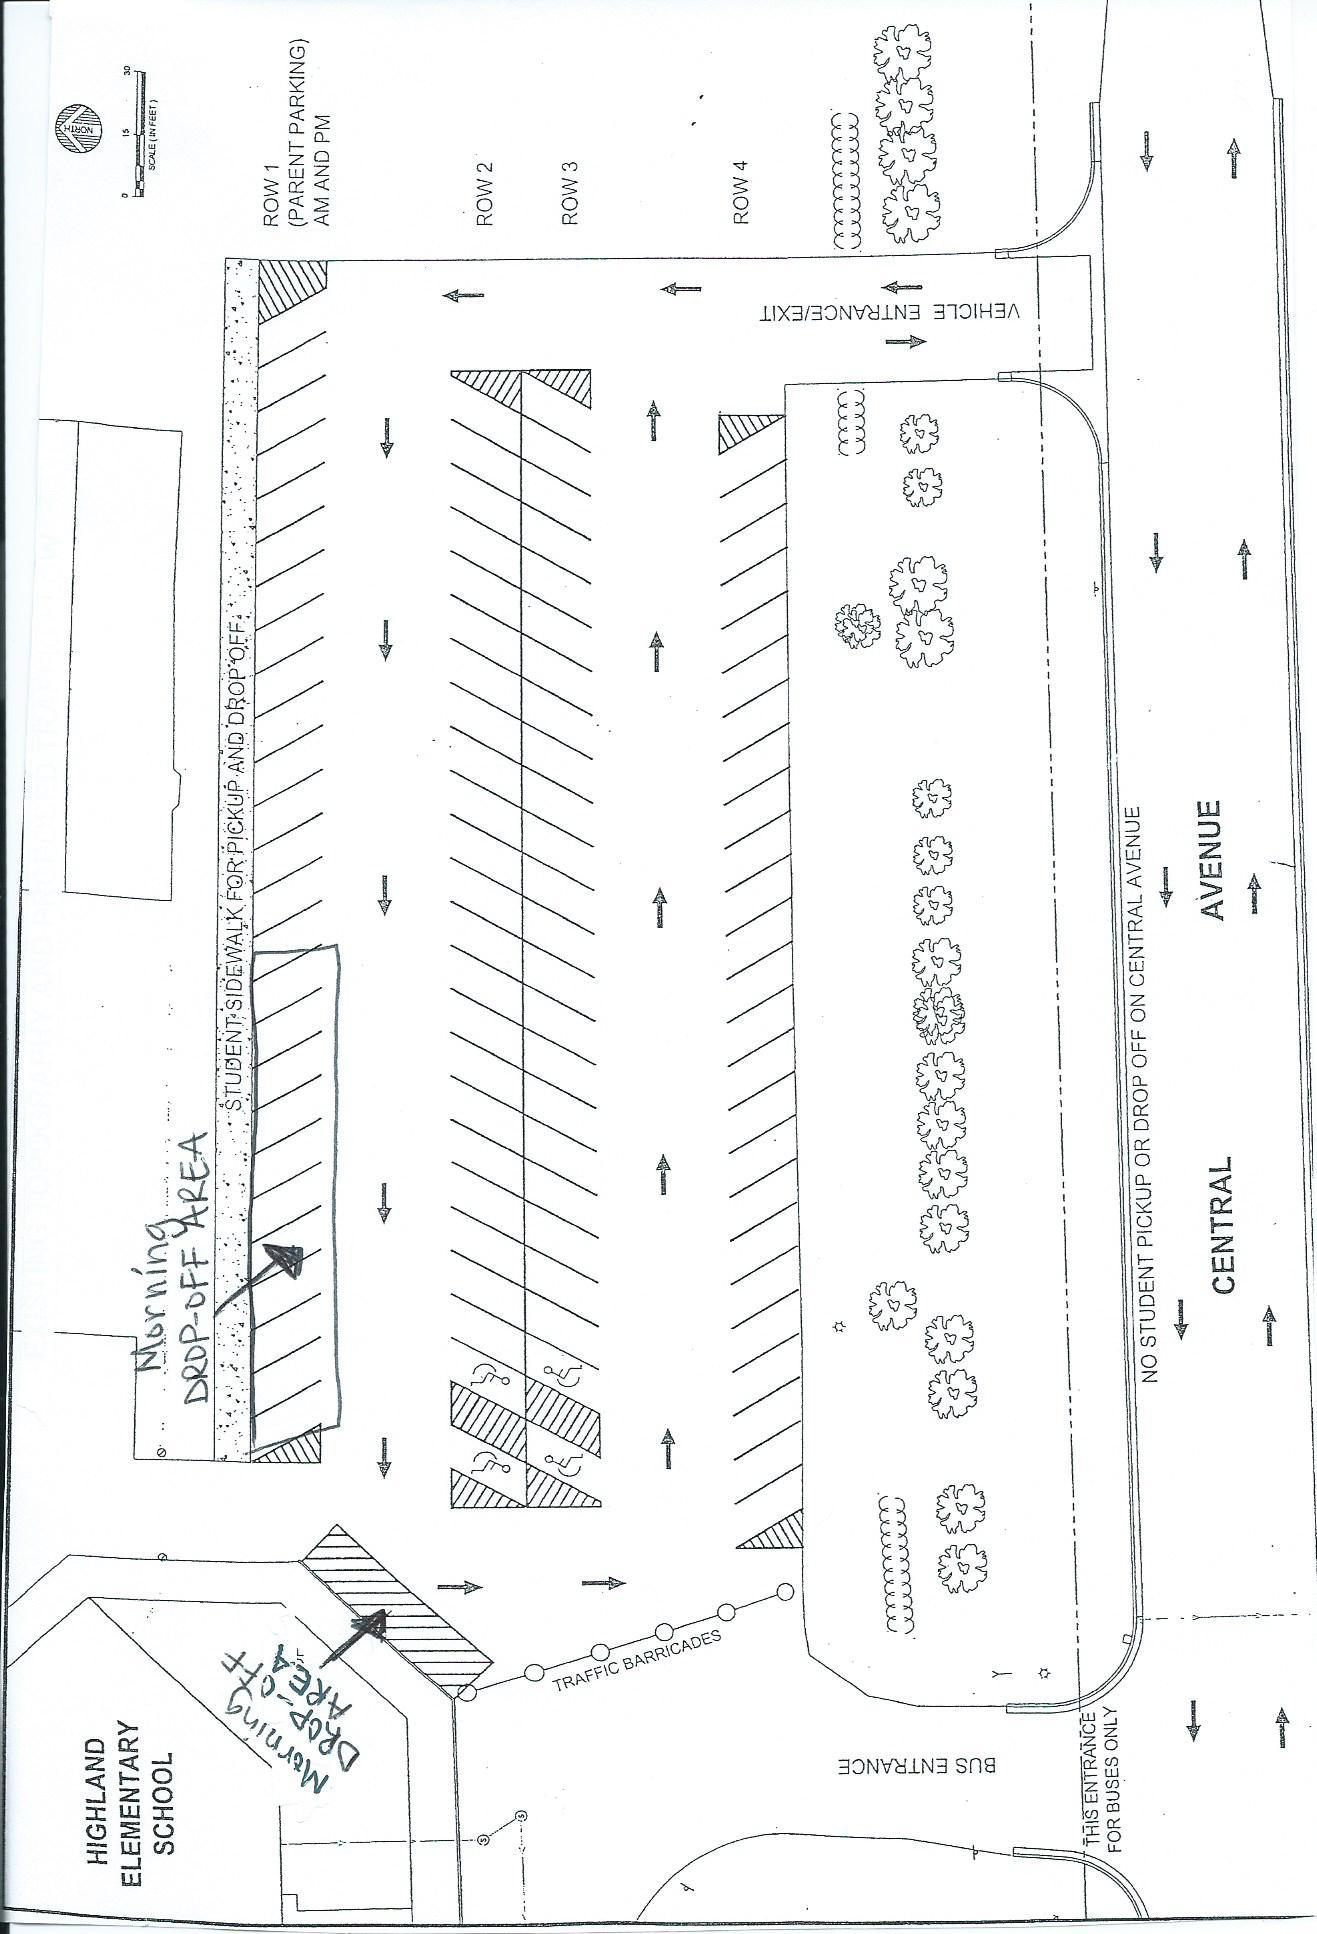 NORTH
0 15 30
SCALE (IN FEET)
ROW 1
(PARENT PARKING)
AM AND PM
ROW 2
ROW 3
ROW 4
STUDENT SIDEWALK FOR PICKUP AND DROP OFF
VEHICLE ENTRANCE/EXIT
Morning
DROP-OFF AREA
Morning
DROP-OFF
AREA
TRAFFIC BARRICADES
HIGHLAND
ELEMENTARY
SCHOOL
BUS ENTRANCE
THIS ENTRANCE
FOR BUSES ONLY
NO STUDENT PICKUP OR DROP OFF ON CENTRAL AVENUE
CENTRAL AVENUE
S
S